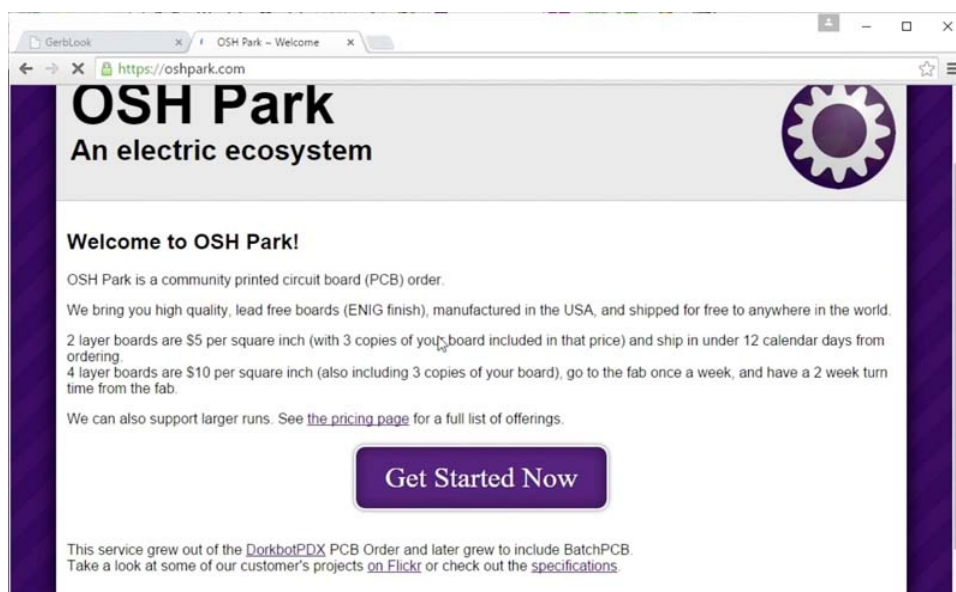 GerbLook
OSH Park ~ Welcome
https://oshpark.com
OSH Park
An electric ecosystem
Welcome to OSH Park!
OSH Park is a community printed circuit board (PCB) order.
We bring you high quality, lead free boards (ENIG finish), manufactured in the USA, and shipped for free to anywhere in the world.
2 layer boards are $5 per square inch (with 3 copies of your board included in that price) and ship in under 12 calendar days from
ordering.
4 layer boards are $10 per square inch (also including 3 copies of your board), go to the fab once a week, and have a 2 week turn
time from the fab.
We can also support larger runs. See the pricing page for a full list of offerings.
Get Started Now
This service grew out of the DorkbotPDX PCB Order and later grew to include BatchPCB.
Take a look at some of our customer's projects on Flickr or check out the specifications.